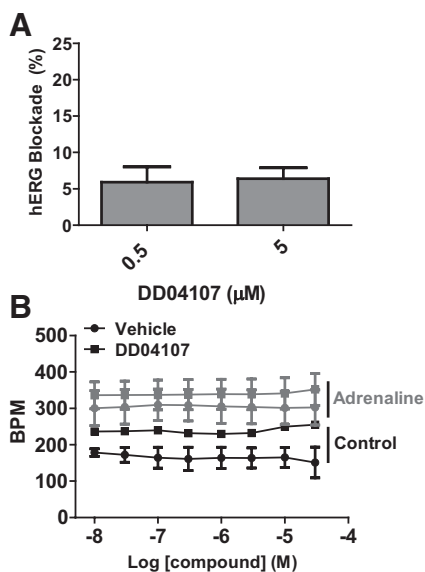 A
25
20
15
10
5
0
hERG Blockade (%)
0.5
5
DD04107 (μM)
B
Vehicle
DD04107
500
400
300
200
100
0
BPM
Adrenaline
Control
-8
-7
-6
-5
-4
Log [compound] (M)